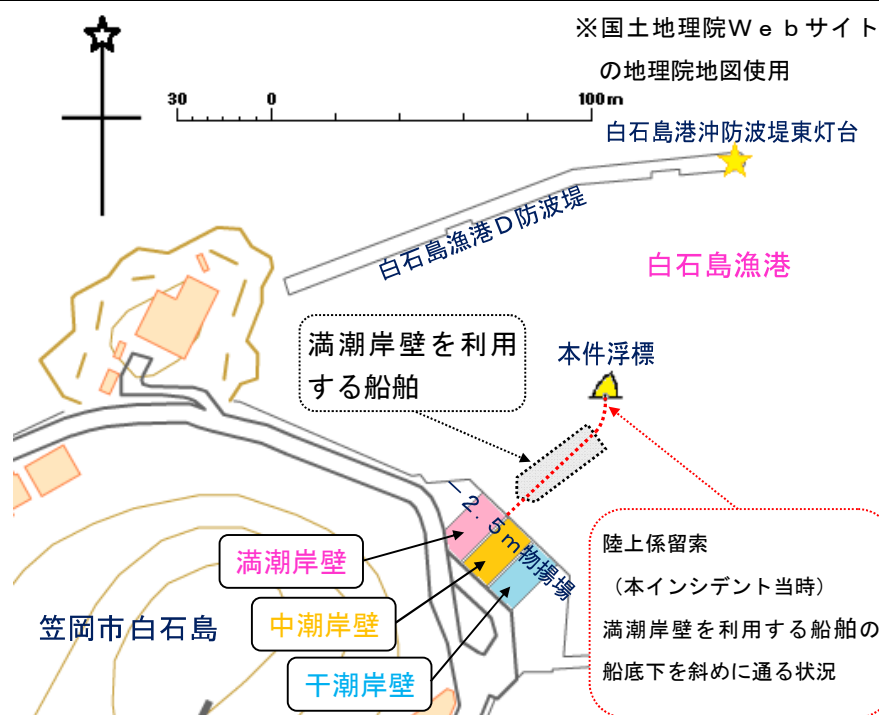 ※国土地理院Ｗｅｂサイト
の地理院地図使用
30 0 100m
白石島港沖防波堤東灯台
白石島漁港Ｄ防波堤
白石島漁港
満潮岸壁を利用
する船舶
本件浮標
－２．５ｍ物揚場
満潮岸壁
中潮岸壁
干潮岸壁
笠岡市白石島
陸上係留索
（本インシデント当時）
満潮岸壁を利用する船舶の
船底下を斜めに通る状況